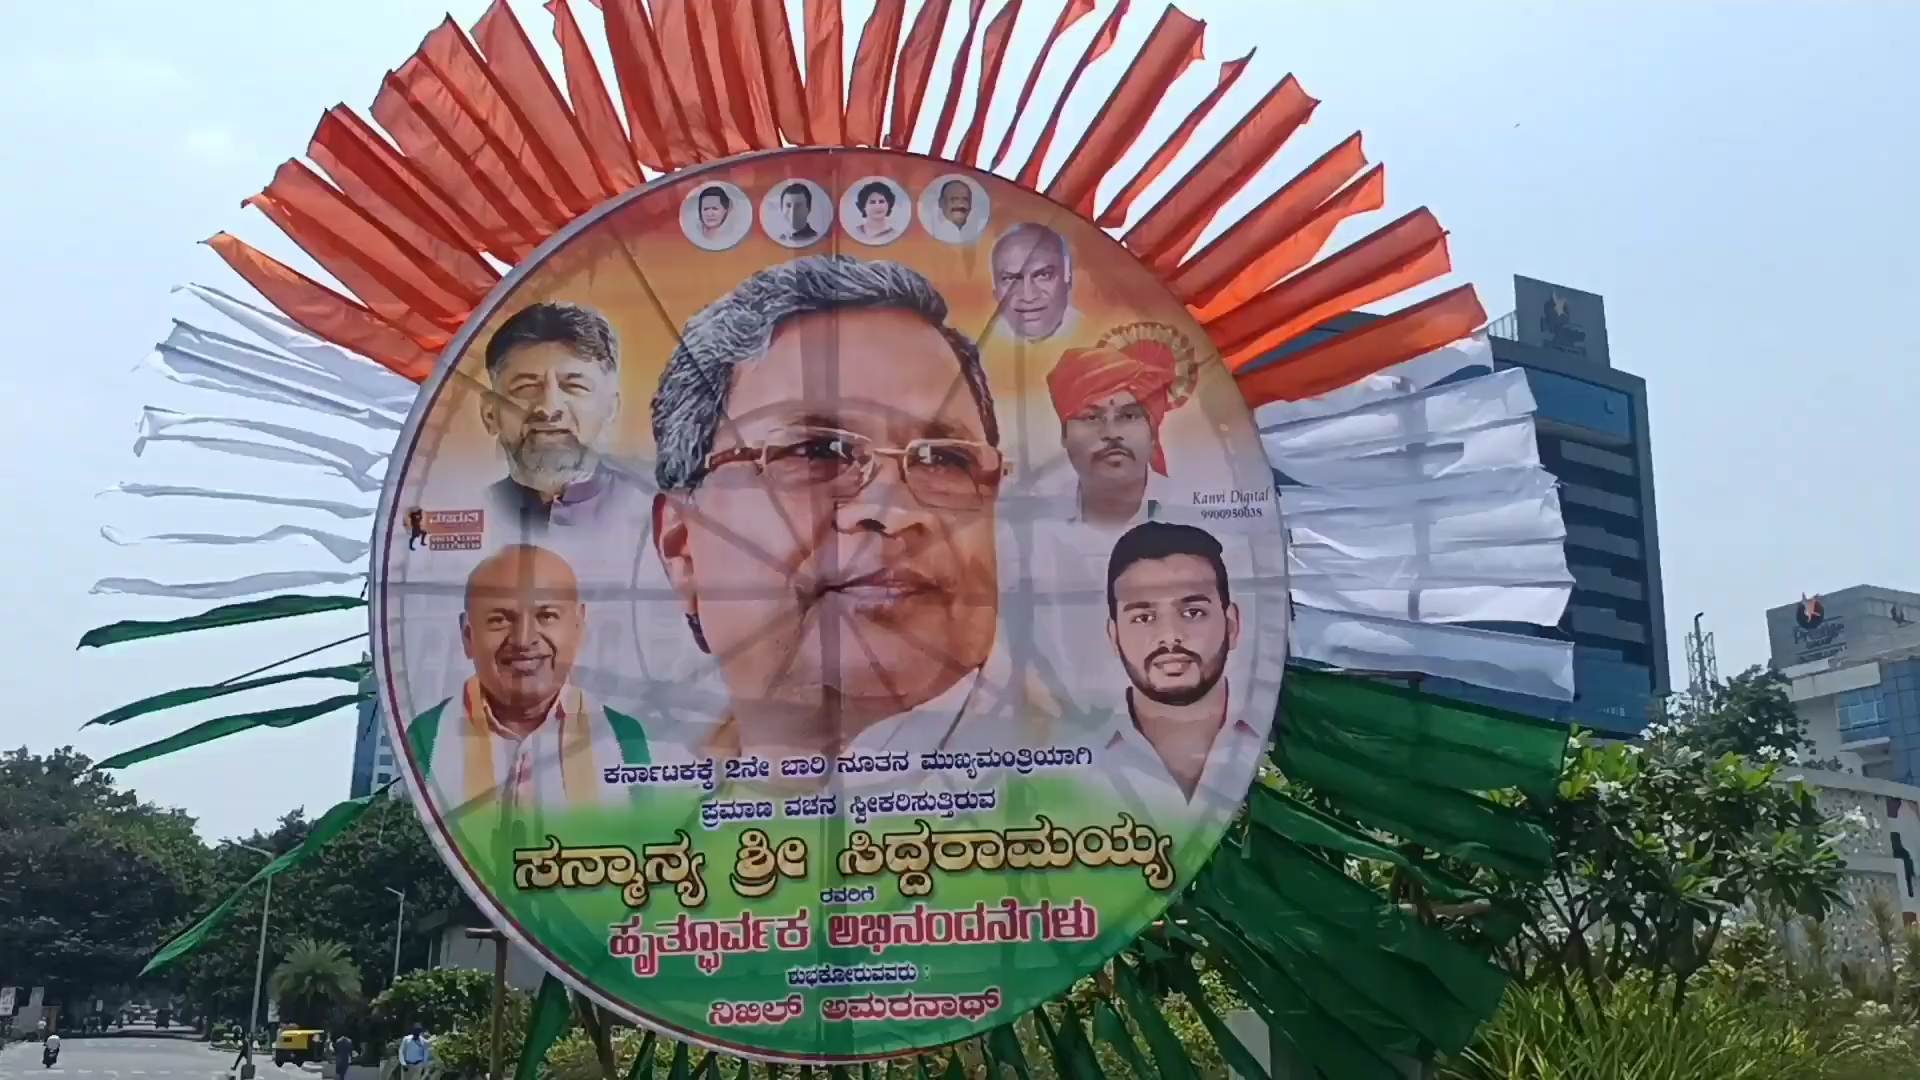 Kanvi Digital
9900950038
ಮಾರುತಿ
ಕರ್ನಾಟಕಕ್ಕೆ 2ನೇ ಬಾರಿ ನೂತನ ಮುಖ್ಯಮಂತ್ರಿಯಾಗಿ
ಪ್ರಮಾಣ ವಚನ ಸ್ವೀಕರಿಸುತ್ತಿರುವ
ಸನ್ಮಾನ್ಯ ಶ್ರೀ ಸಿದ್ದರಾಮಯ್ಯ
ರವರಿಗೆ
ಹೃತ್ಪೂರ್ವಕ ಅಭಿನಂದನೆಗಳು
ಶುಭಕೋರುವವರು :
ನಿಖಿಲ್ ಅಮರನಾಥ್
Prestige